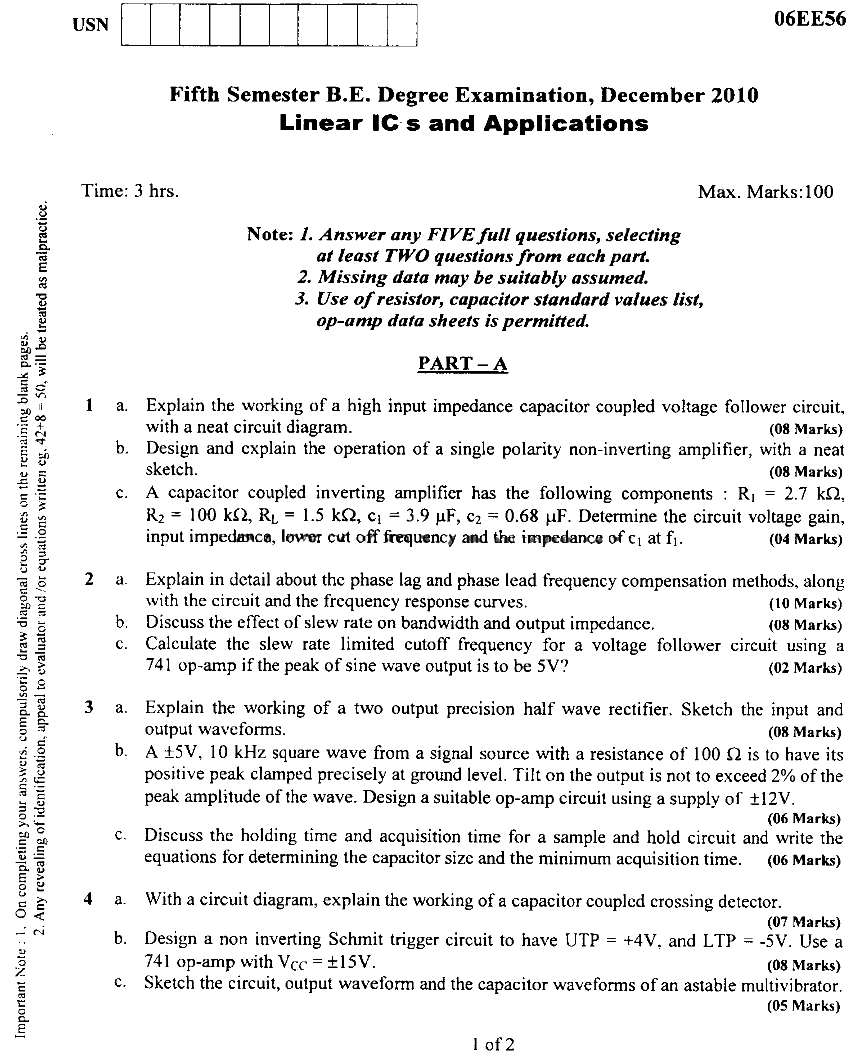 USN
06EE56
Fifth Semester B.E. Degree Examination, December 2010
Linear IC s and Applications
Time: 3 hrs.
Max. Marks:100
Note: 1. Answer any FIVE full questions, selecting
at least TWO questions from each part.
2. Missing data may be suitably assumed.
3. Use of resistor, capacitor standard values list,
op-amp data sheets is permitted.
PART – A
1 a. Explain the working of a high input impedance capacitor coupled voltage follower circuit,
with a neat circuit diagram. (08 Marks)
b. Design and explain the operation of a single polarity non-inverting amplifier, with a neat
sketch. (08 Marks)
c. A capacitor coupled inverting amplifier has the following components : R₁ = 2.7 kΩ,
R₂ = 100 kΩ, R_L = 1.5 kΩ, c₁ = 3.9 µF, c₂ = 0.68 µF. Determine the circuit voltage gain,
input impedance, lower cut off frequency and the impedance of c₁ at f₁. (04 Marks)
2 a. Explain in detail about the phase lag and phase lead frequency compensation methods, along
with the circuit and the frequency response curves. (10 Marks)
b. Discuss the effect of slew rate on bandwidth and output impedance. (08 Marks)
c. Calculate the slew rate limited cutoff frequency for a voltage follower circuit using a
741 op-amp if the peak of sine wave output is to be 5V? (02 Marks)
3 a. Explain the working of a two output precision half wave rectifier. Sketch the input and
output waveforms. (08 Marks)
b. A ±5V, 10 kHz square wave from a signal source with a resistance of 100 Ω is to have its
positive peak clamped precisely at ground level. Tilt on the output is not to exceed 2% of the
peak amplitude of the wave. Design a suitable op-amp circuit using a supply of ±12V.
(06 Marks)
c. Discuss the holding time and acquisition time for a sample and hold circuit and write the
equations for determining the capacitor size and the minimum acquisition time. (06 Marks)
4 a. With a circuit diagram, explain the working of a capacitor coupled crossing detector.
(07 Marks)
b. Design a non inverting Schmit trigger circuit to have UTP = +4V, and LTP = -5V. Use a
741 op-amp with V_CC = ±15V. (08 Marks)
c. Sketch the circuit, output waveform and the capacitor waveforms of an astable multivibrator.
(05 Marks)
1 of 2
Important Note : 1. On completing your answers, compulsorily draw diagonal cross lines on the remaining blank pages.
2. Any revealing of identification, appeal to evaluator and /or equations written eg, 42+8 = 50, will be treated as malpractice.